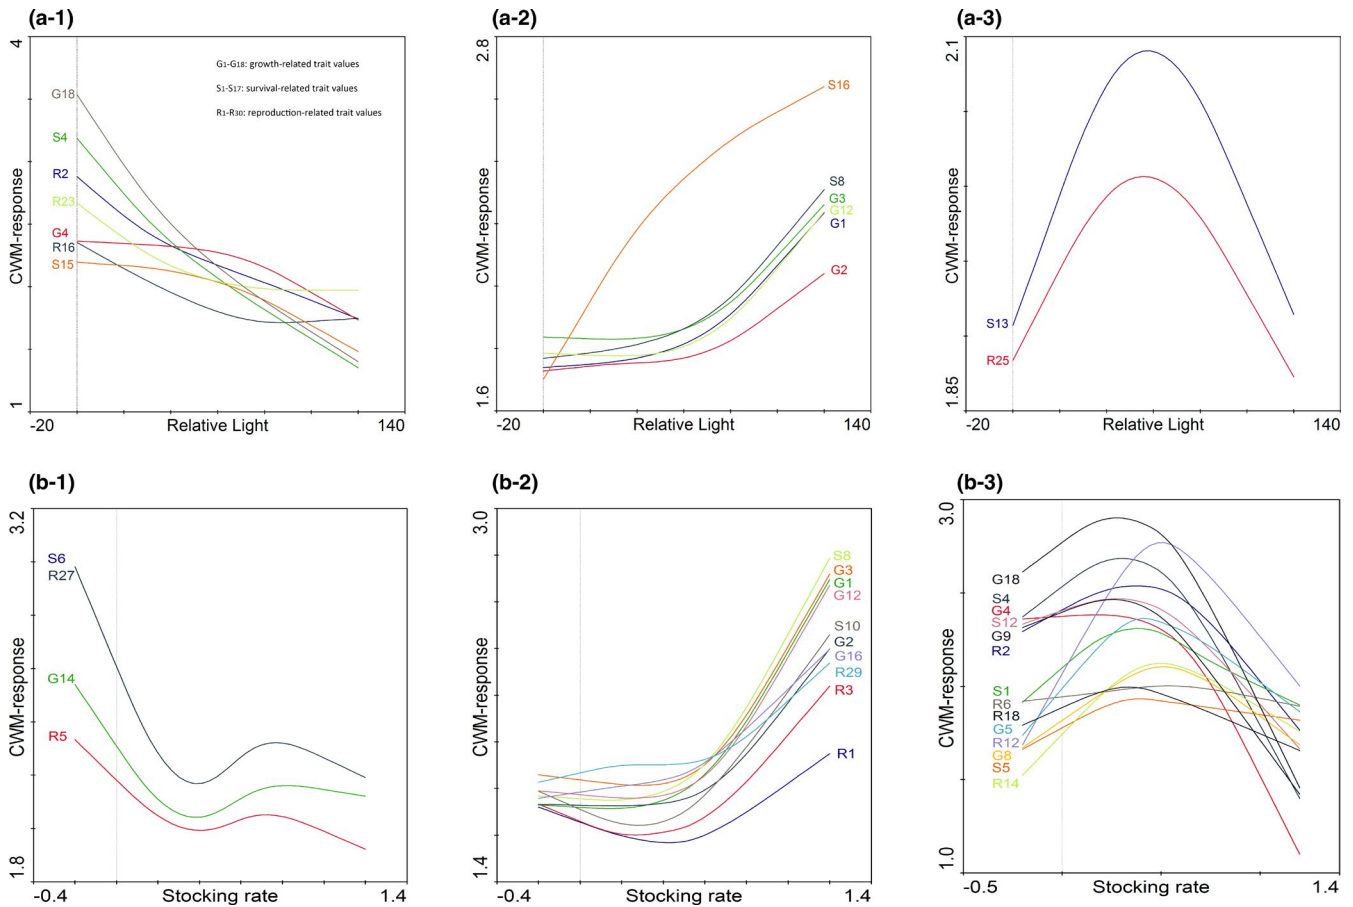 (a-1)
4
G18
S4
R2
R23
G4
R16
S15
G1-G18: growth-related trait values
S1-S17: survival-related trait values
R1-R30: reproduction-related trait values
CWM-response
1
-20
Relative Light
140
(a-2)
2.8
S16
S8
G3
G12
G1
G2
CWM-response
1.6
-20
Relative Light
140
(a-3)
2.1
S13
R25
CWM-response
1.85
-20
Relative Light
140
(b-1)
3.2
S6
R27
G14
R5
CWM-response
1.8
-0.4
Stocking rate
1.4
(b-2)
3.0
S8
G3
G1
G12
S10
G2
G16
R29
R3
R1
CWM-response
1.4
-0.4
Stocking rate
1.4
(b-3)
3.0
G18
S4
G4
S12
G9
R2
S1
R6
R18
G5
R12
G8
S5
R14
CWM-response
1.0
-0.5
Stocking rate
1.4